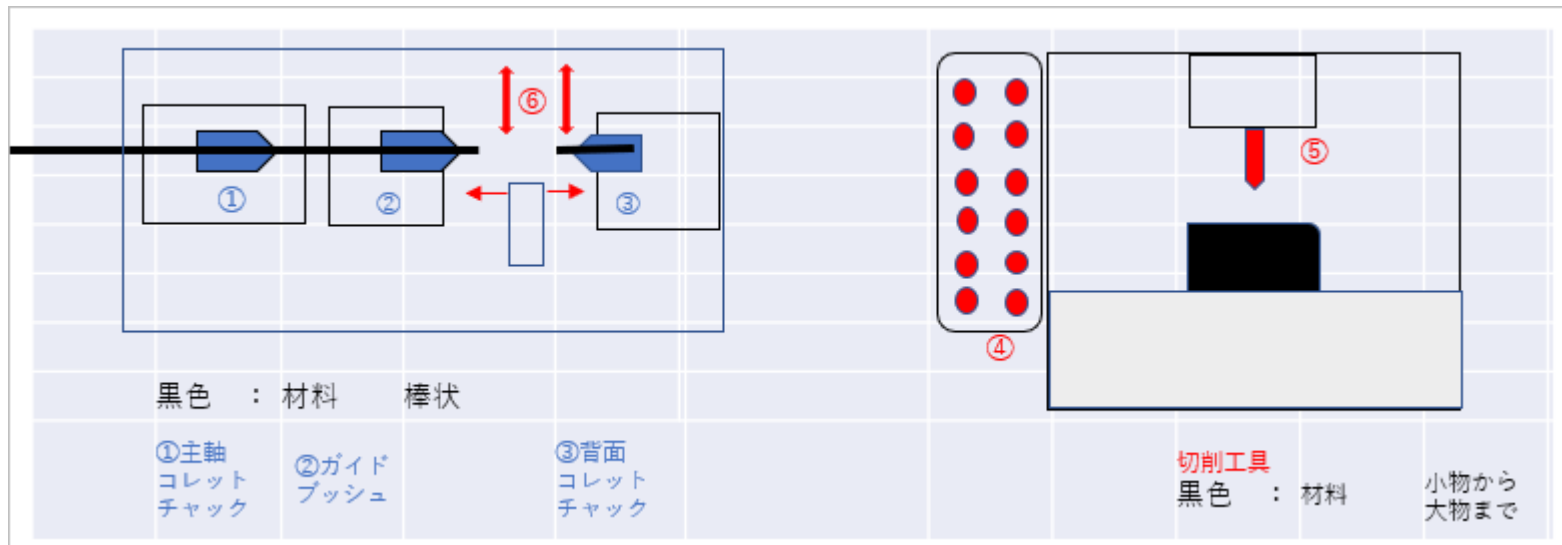 ⑥
①
②
③
⑤
④
黒色 : 材料 棒状
①主軸
コレット
チャック
②ガイド
ブッシュ
③背面
コレット
チャック
切削工具
黒色 : 材料
小物から
大物まで